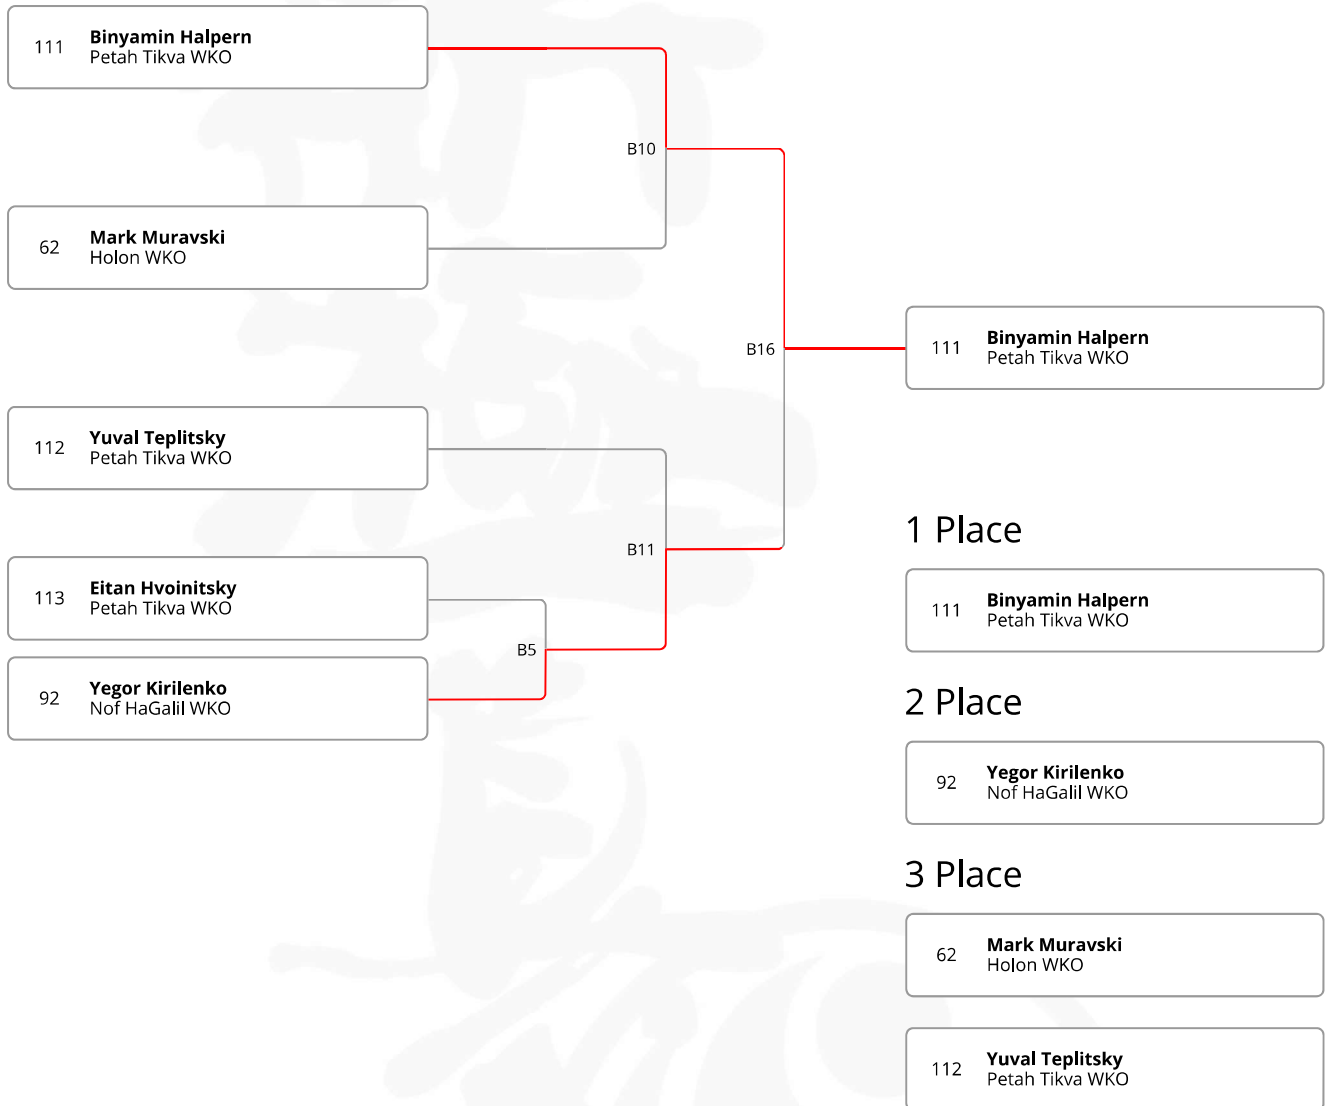 111
Binyamin Halpern
Petah Tikva WKO
B10
62
Mark Muravski
Holon WKO
B16
111
Binyamin Halpern
Petah Tikva WKO
112
Yuval Teplitsky
Petah Tikva WKO
B11
113
Eitan Hvoinitsky
Petah Tikva WKO
B5
92
Yegor Kirilenko
Nof HaGalil WKO
1 Place
111
Binyamin Halpern
Petah Tikva WKO
2 Place
92
Yegor Kirilenko
Nof HaGalil WKO
3 Place
62
Mark Muravski
Holon WKO
112
Yuval Teplitsky
Petah Tikva WKO